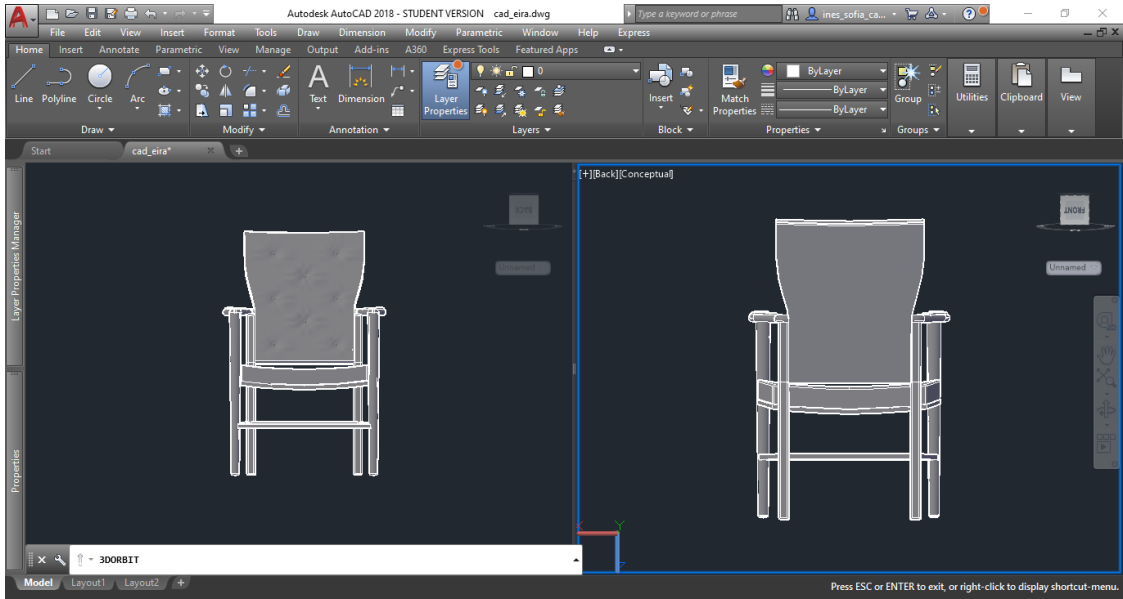 Autodesk AutoCAD 2018 - STUDENT VERSION cad_eira.dwg
Type a keyword or phrase
ines_sofia_ca...
File Edit View Insert Format Tools Draw Dimension Modify Parametric Window Help Express
Home Insert Annotate Parametric View Manage Output Add-ins A360 Express Tools Featured Apps
0
ByLayer
ByLayer
ByLayer
Line Polyline Circle Arc
Text Dimension
Layer
Properties
Insert
Match
Properties
Group
Utilities Clipboard View
Draw Modify Annotation Layers Block Properties Groups
Start cad_eira*
[+][Back][Conceptual]
BACK
FRONT
Unnamed
Unnamed
Layer Properties Manager
Properties
X Y
Z
3DORBIT
Model Layout1 Layout2 +
Press ESC or ENTER to exit, or right-click to display shortcut-menu.